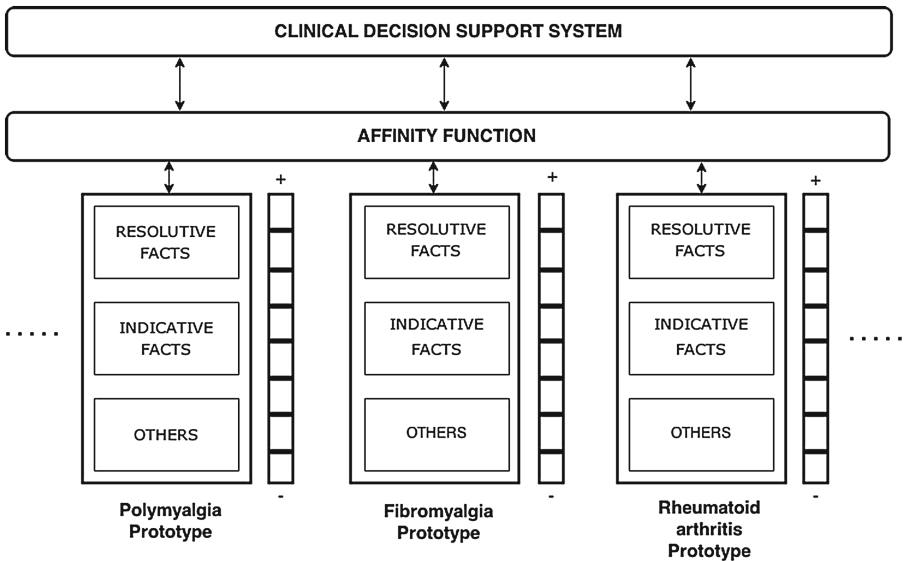 CLINICAL DECISION SUPPORT SYSTEM
AFFINITY FUNCTION
+
RESOLUTIVE
FACTS
INDICATIVE
FACTS
OTHERS
-
Polymyalgia
Prototype
+
RESOLUTIVE
FACTS
INDICATIVE
FACTS
OTHERS
-
Fibromyalgia
Prototype
+
RESOLUTIVE
FACTS
INDICATIVE
FACTS
OTHERS
-
Rheumatoid
arthritis
Prototype